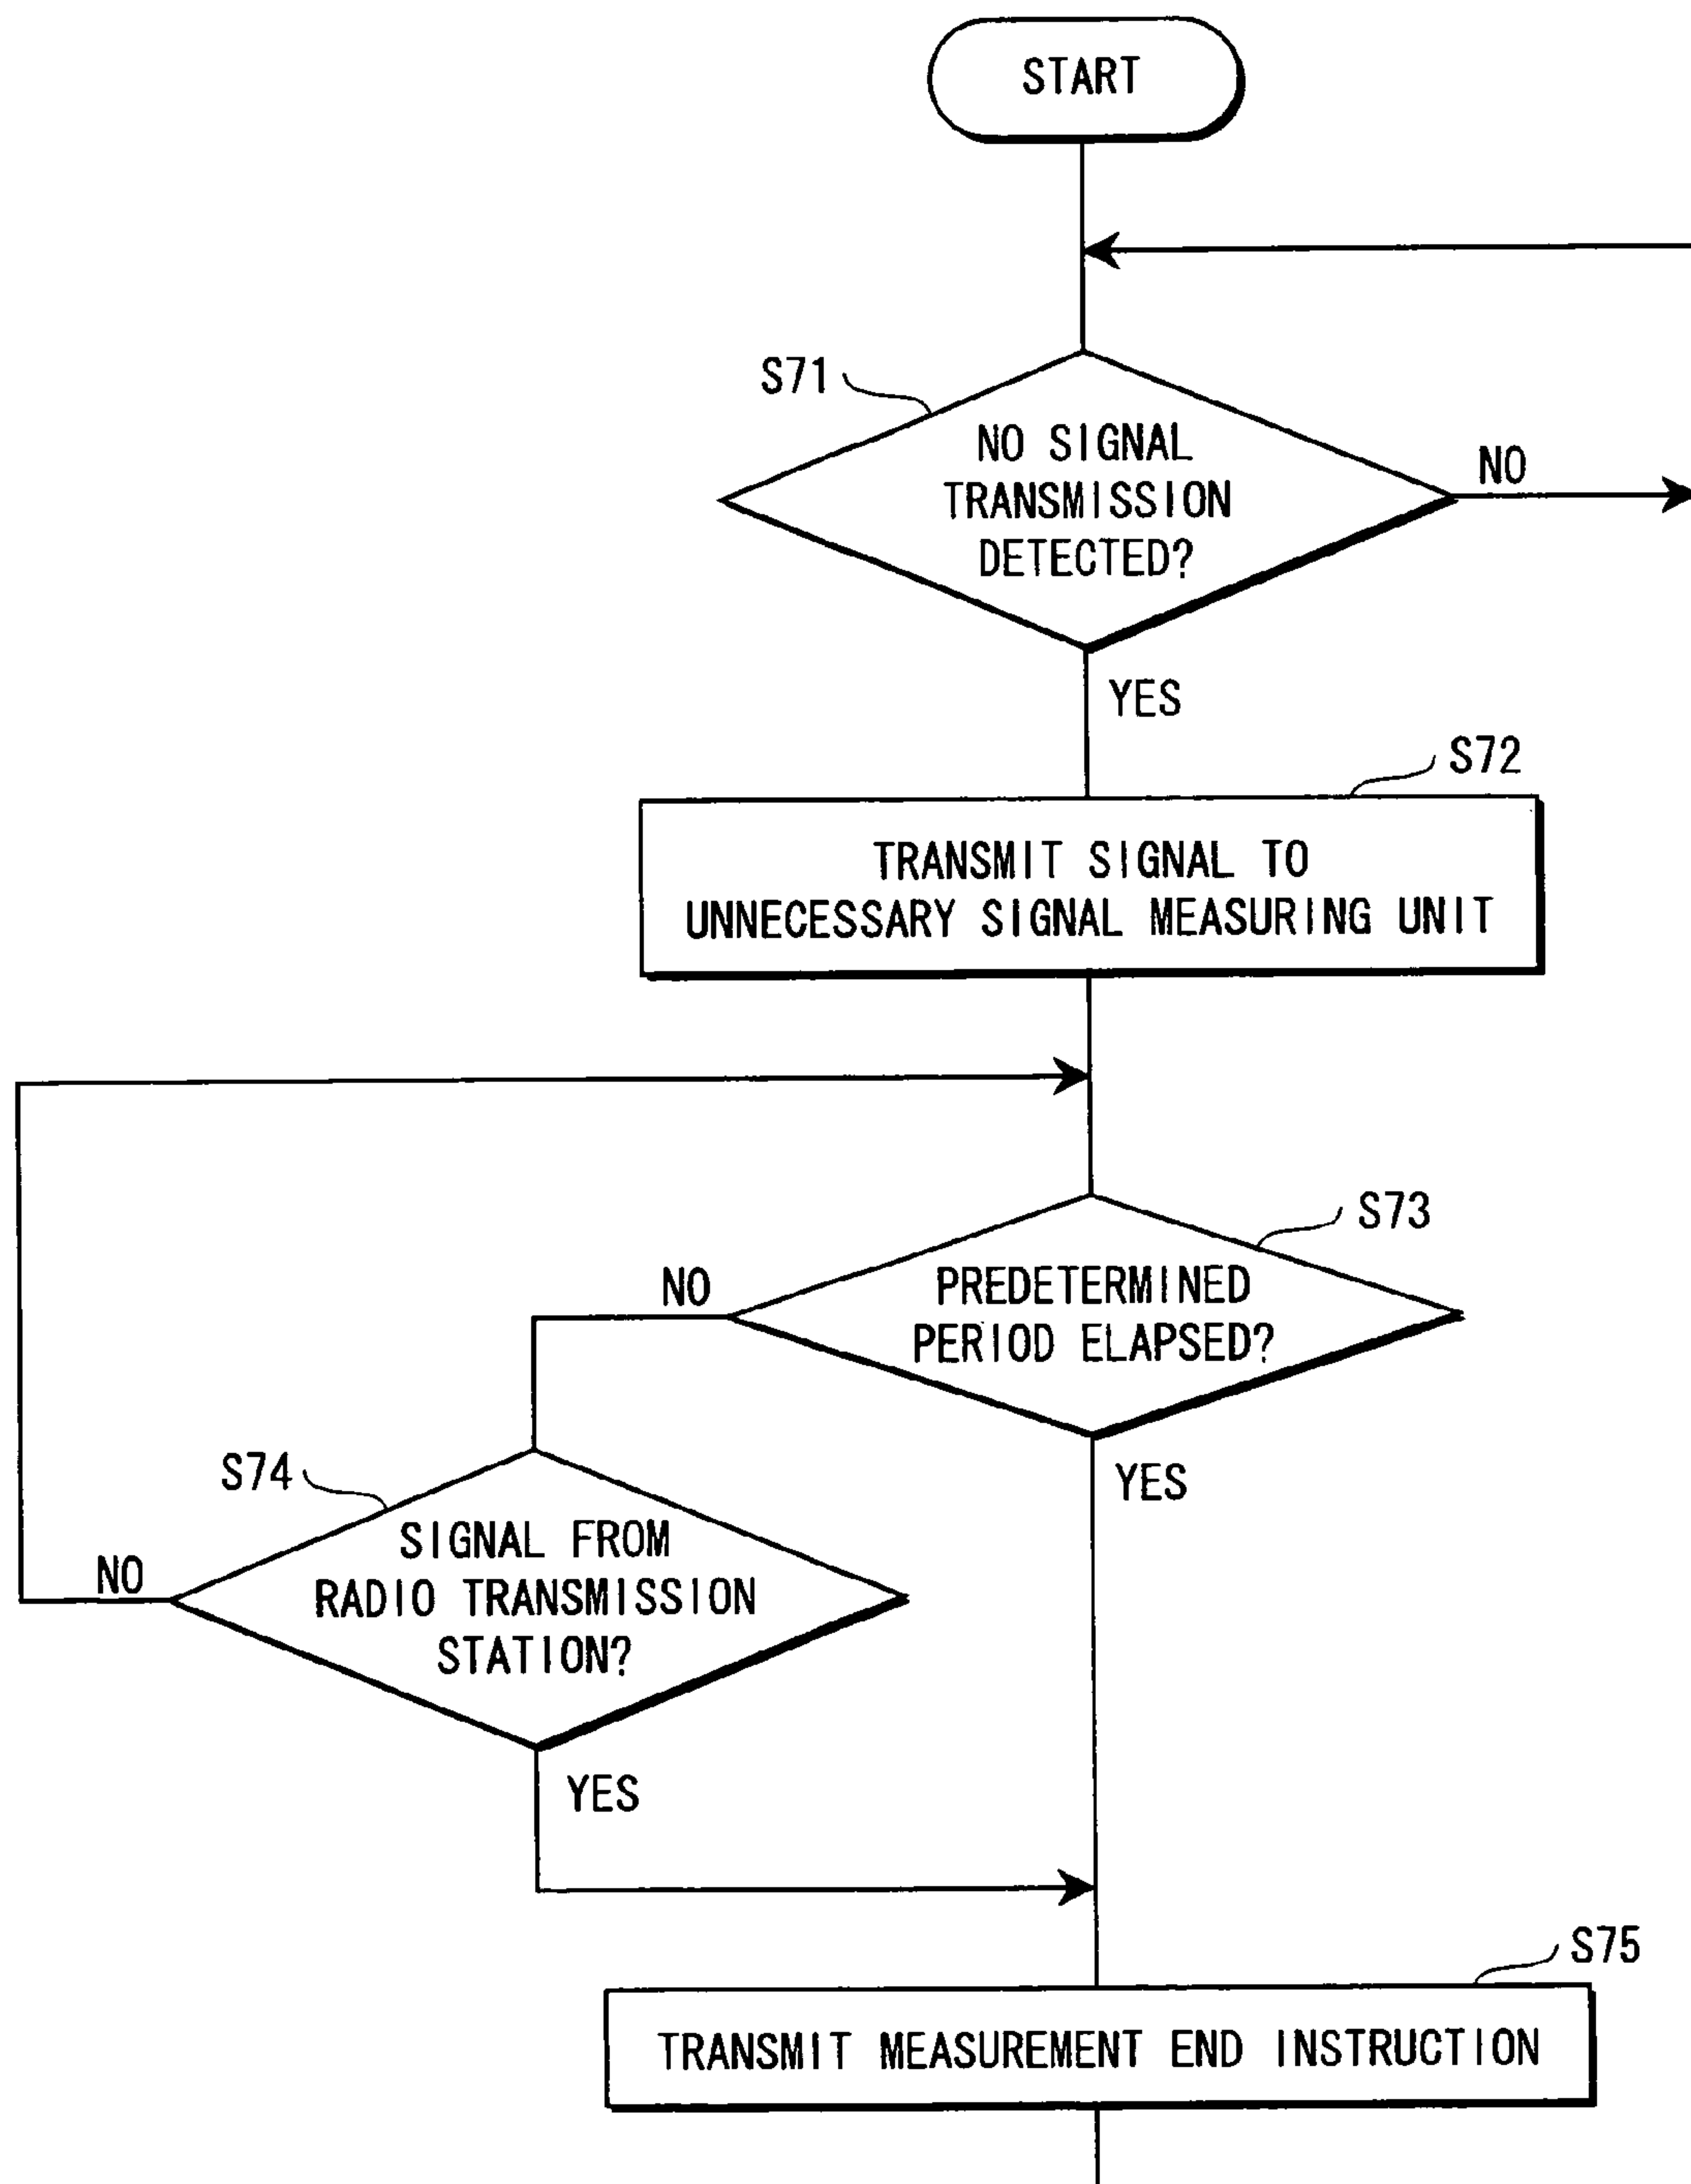 START
S71
NO SIGNAL
TRANSMISSION
DETECTED?
NO
YES
S72
TRANSMIT SIGNAL TO
UNNECESSARY SIGNAL MEASURING UNIT
S73
PREDETERMINED
PERIOD ELAPSED?
NO
YES
S74
SIGNAL FROM
RADIO TRANSMISSION
STATION?
NO
YES
S75
TRANSMIT MEASUREMENT END INSTRUCTION